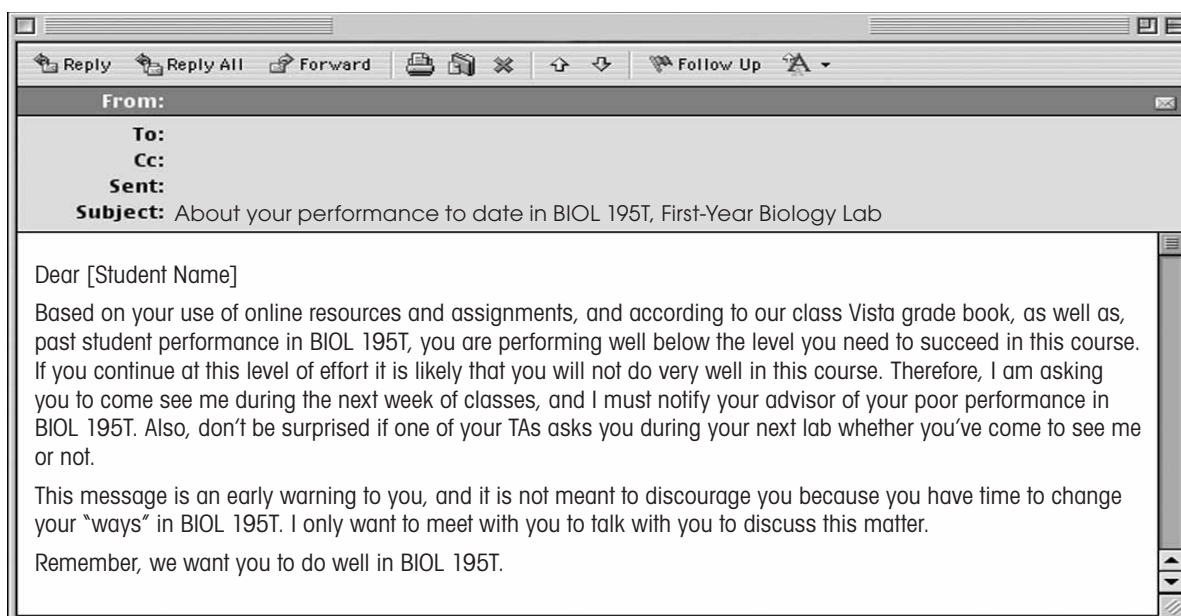 Reply Reply All Forward Follow Up
From:
To:
Cc:
Sent:
Subject: About your performance to date in BIOL 195T, First-Year Biology Lab
Dear [Student Name]
Based on your use of online resources and assignments, and according to our class Vista grade book, as well as,
past student performance in BIOL 195T, you are performing well below the level you need to succeed in this course.
If you continue at this level of effort it is likely that you will not do very well in this course. Therefore, I am asking
you to come see me during the next week of classes, and I must notify your advisor of your poor performance in
BIOL 195T. Also, don’t be surprised if one of your TAs asks you during your next lab whether you’ve come to see me
or not.
This message is an early warning to you, and it is not meant to discourage you because you have time to change
your “ways” in BIOL 195T. I only want to meet with you to talk with you to discuss this matter.
Remember, we want you to do well in BIOL 195T.